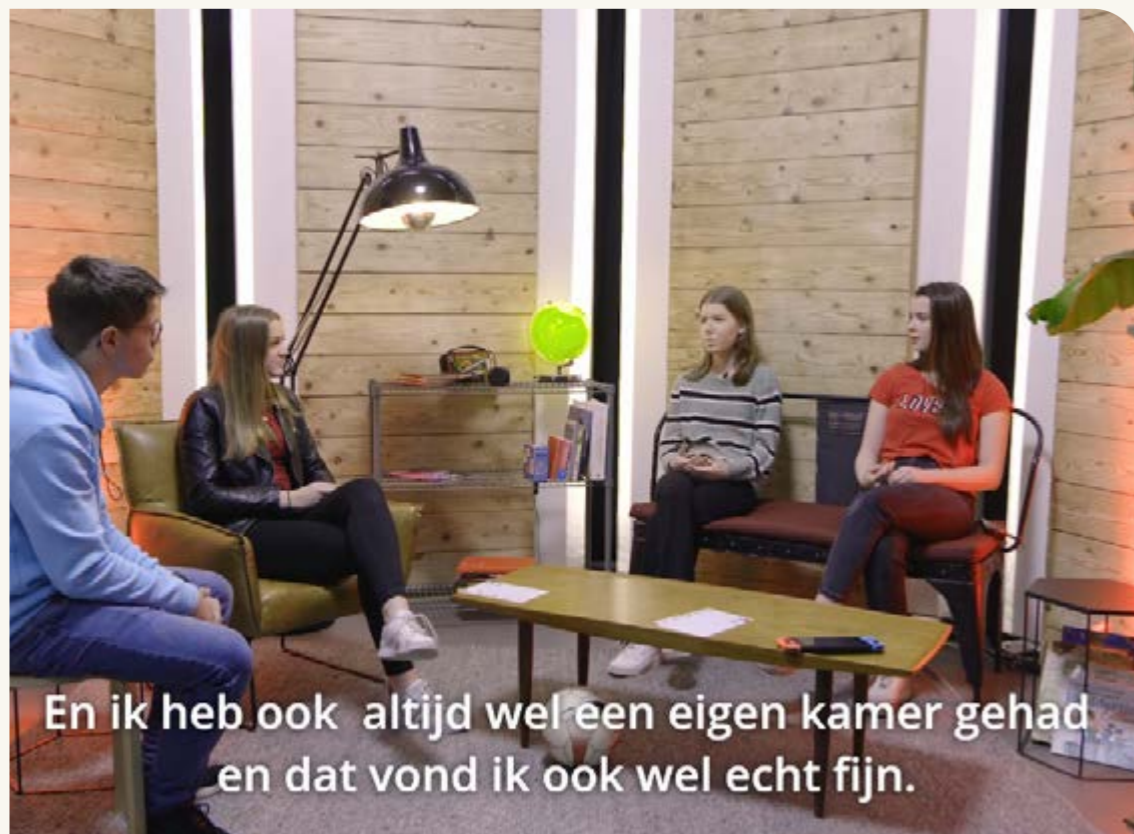 LOVE
En ik heb ook altijd wel een eigen kamer gehad
en dat vond ik ook wel echt fijn.